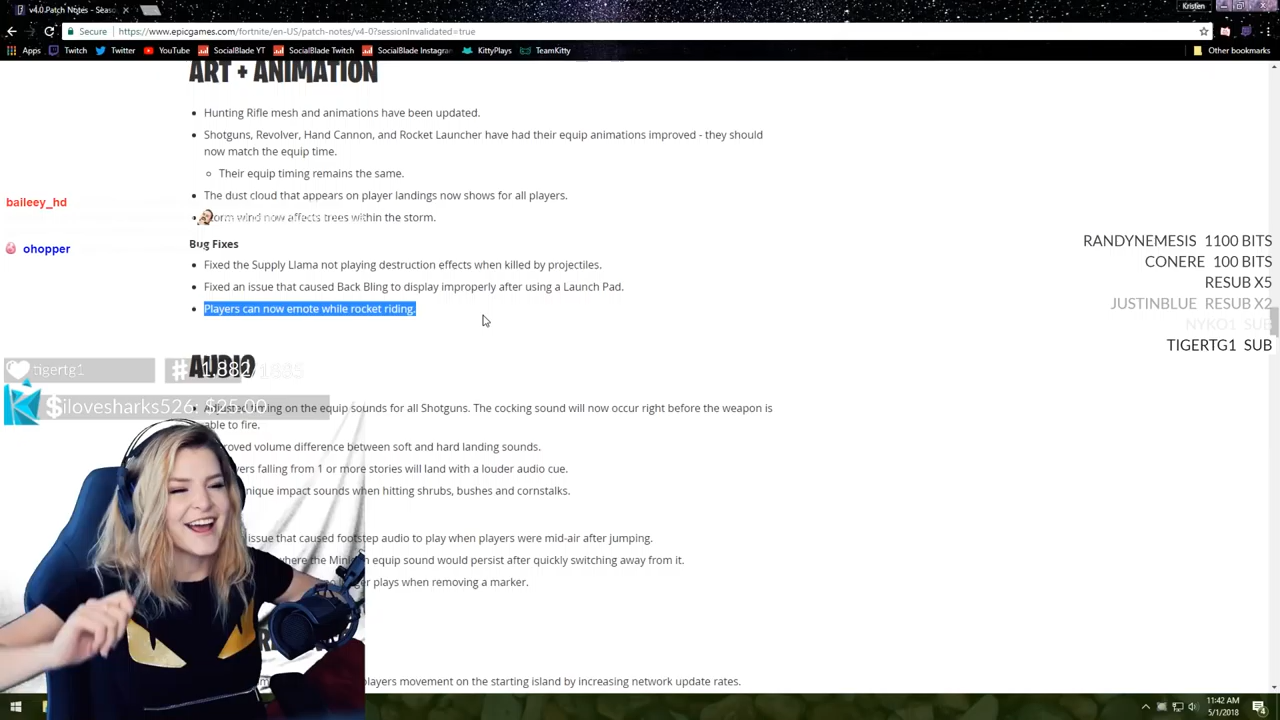 v4.0.Patch Notes - Seaso
Kristen
Secure
https://www.epicgames.com/fortnite/en-US/patch-notes/v4-0?sessionInvalidated=true
Apps
Twitch
Twitter
YouTube
SocialBlade YT
SocialBlade Twitch
SocialBlade Instagram
KittyPlays
TeamKitty
Other bookmarks
ART + ANIMATION
• Hunting Rifle mesh and animations have been updated.
• Shotguns, Revolver, Hand Cannon, and Rocket Launcher have had their equip animations improved - they should
now match the equip time.
Their equip timing remains the same.
• The dust cloud that appears on player landings now shows for all players.
within the storm.
Bug Fixes
• Fixed the Supply Llama not playing destruction effects when killed by projectiles.
• Fixed an issue that caused Back Bling to display improperly after using a Launch Pad.
• Players can now emote while rocket riding.
baileey_hd
ohopper
RANDYNEMESIS 1100 BITS
CONERE 100 BITS
RESUB X5
JUSTINBLUE RESUB X2
NYKO1 SUB
TIGERTG1 SUB
AUDIO
tigertg1
# 1,882
$ilovesharks526: $25.00
on the equip sounds for all Shotguns. The cocking sound will now occur right before the weapon is
able to fire.
volume difference between soft and hard landing sounds.
falling from 1 or more stories will land with a louder audio cue.
impact sounds when hitting shrubs, bushes and cornstalks.
issue that caused footstep audio to play when players were mid-air after jumping.
where the equip sound would persist after quickly switching away from it.
plays when removing a marker.
players movement on the starting island by increasing network update rates.
11:42 AM
5/1/2018
4